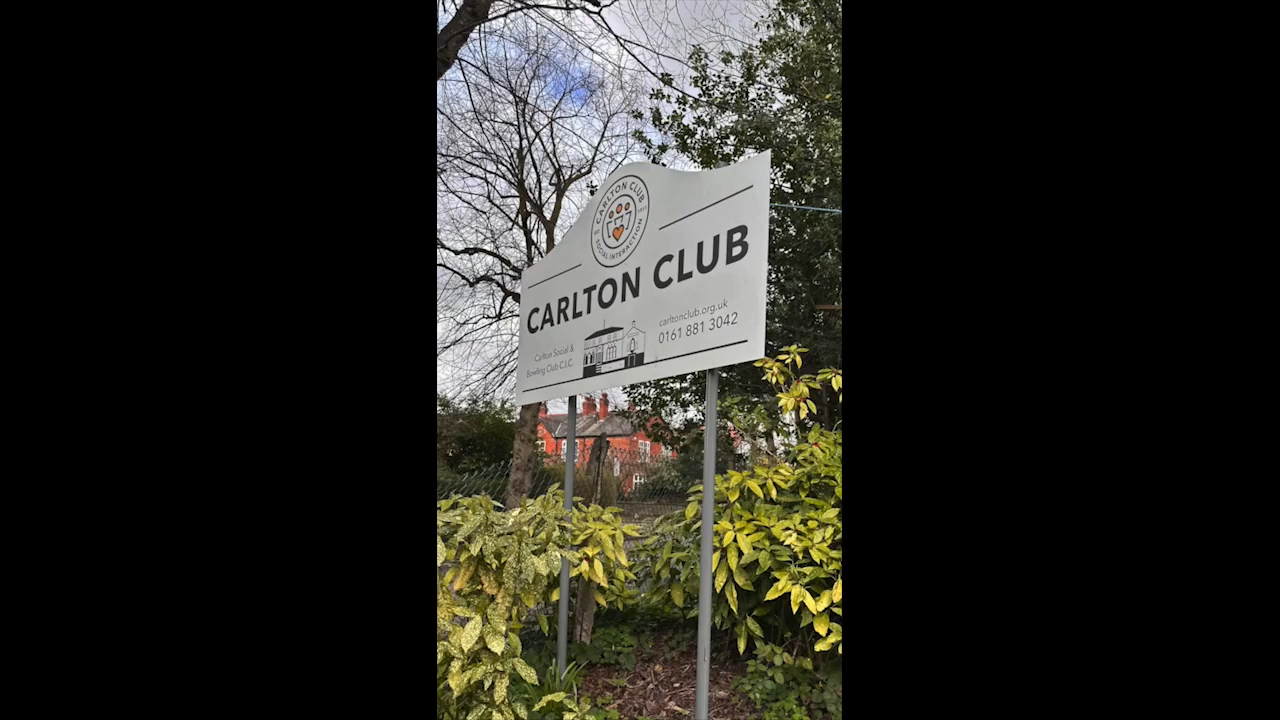 CARLTON CLUB
SOCIAL INTERACTION
CARLTON CLUB
Carlton Social &
Bowling Club C.I.C.
carltonclub.org.uk
0161 881 3042